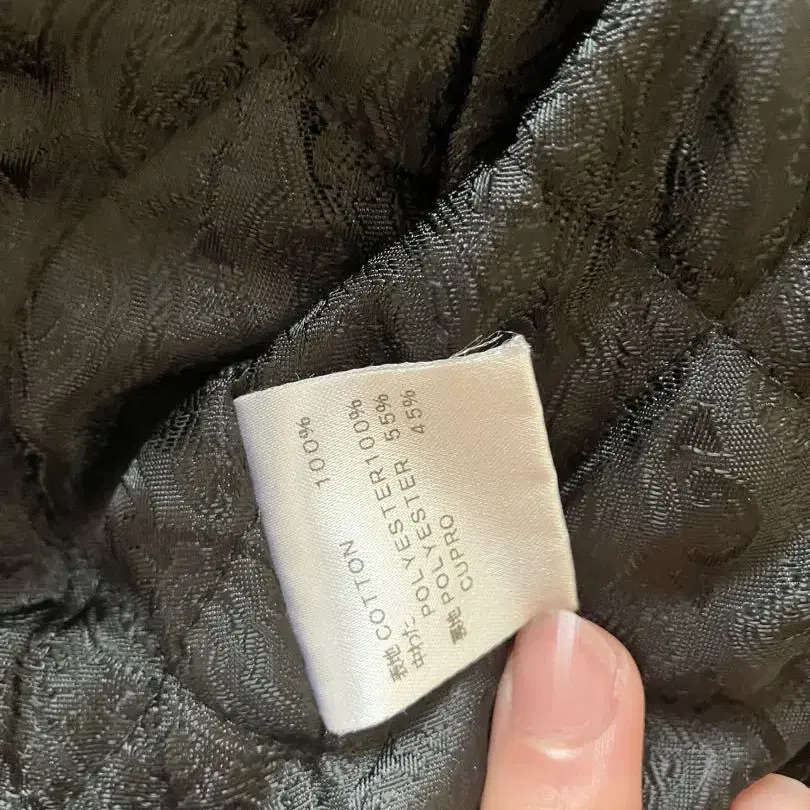 表地 COTTON 100%
中わた POLYESTER100%
裏地 POLYESTER 55%
CUPRO 45%